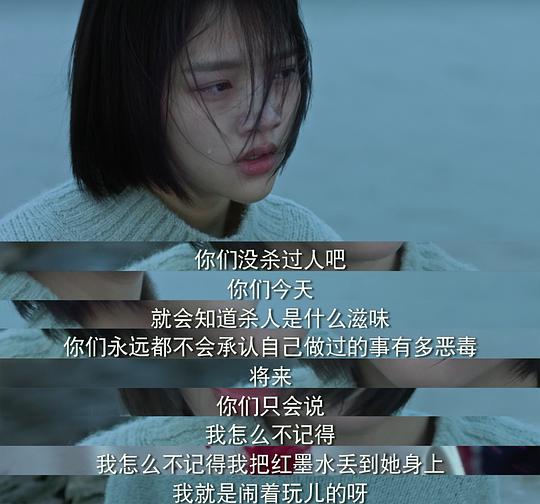 你们没杀过人吧
你们今天
就会知道杀人是什么滋味
你们永远都不会承认自己做过的事有多恶毒
将来
你们只会说
我怎么不记得
我怎么不记得我把红墨水丢到她身上
我就是闹着玩儿的呀